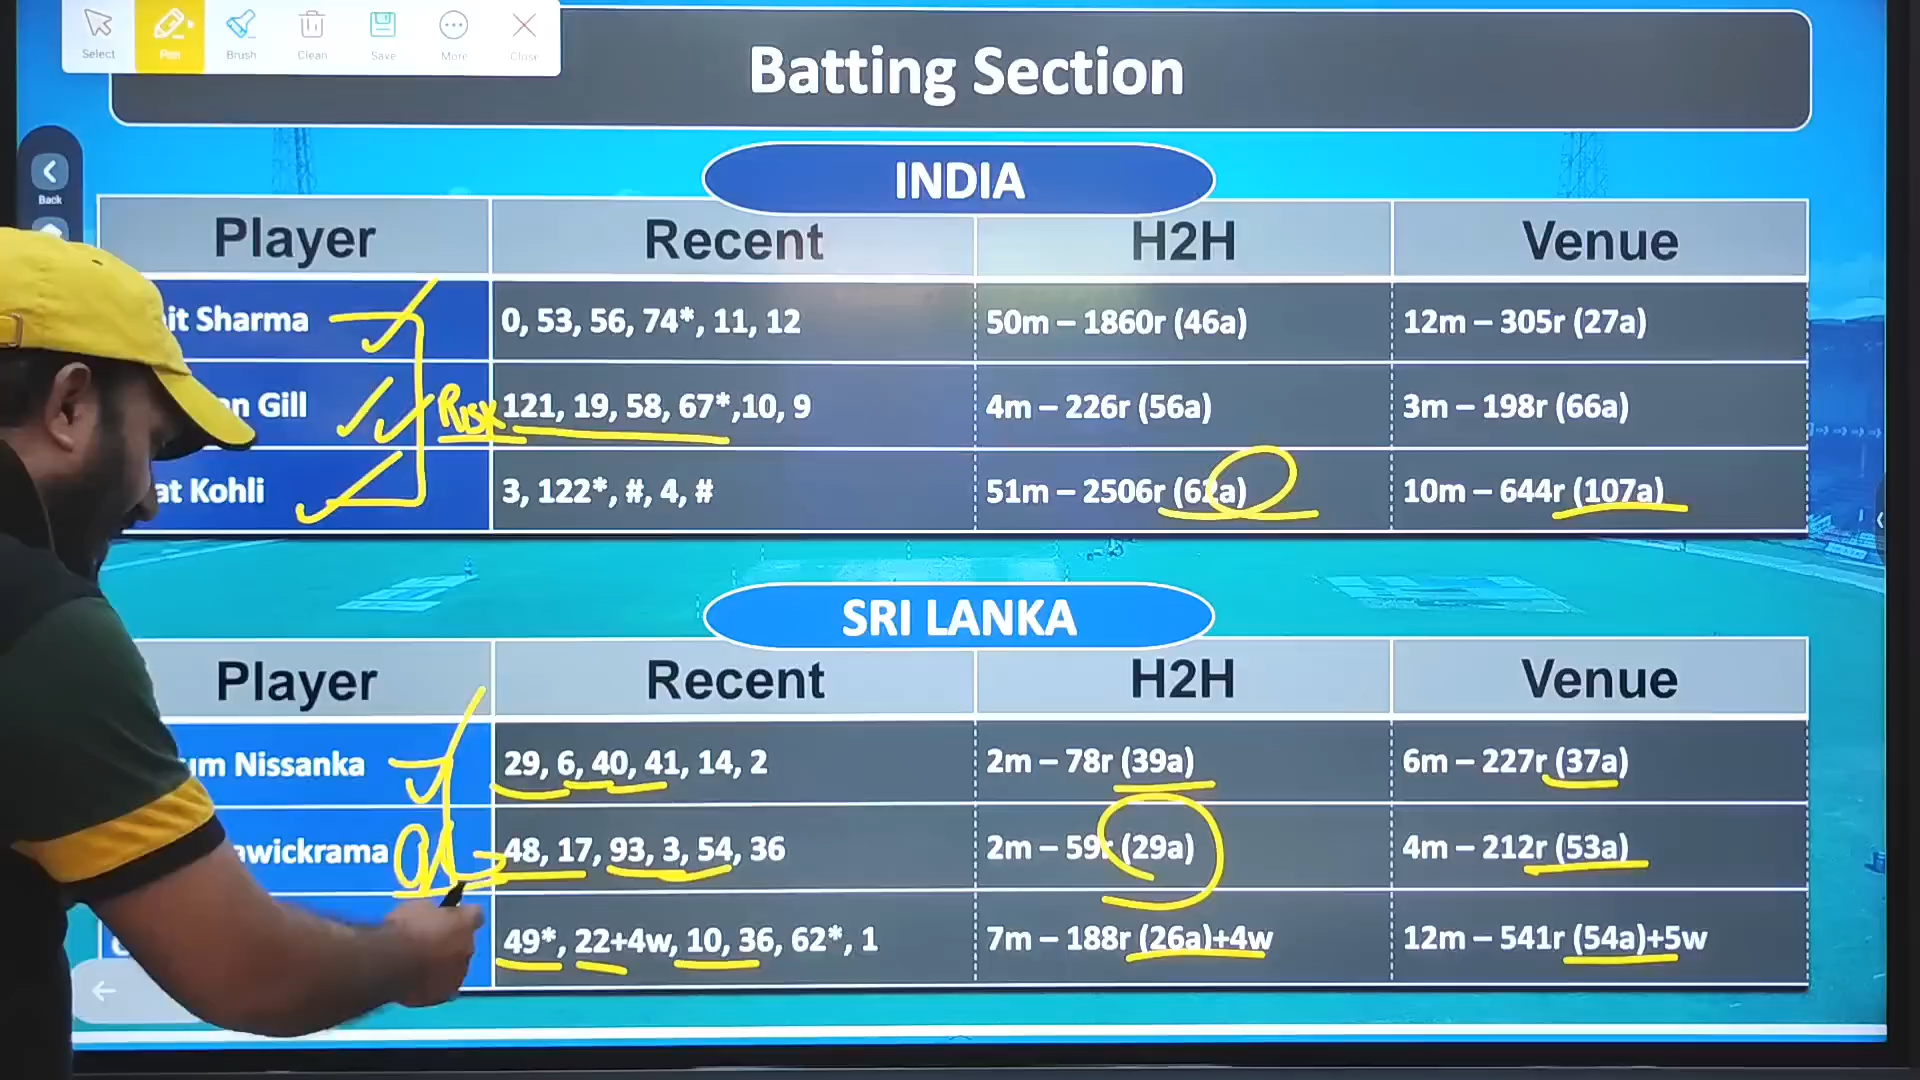 Select Pen Brush Clean Save More Close
Batting Section
Back
INDIA
Player Recent H2H Venue
it Sharma 0, 53, 56, 74*, 11, 12 50m – 1860r (46a) 12m – 305r (27a)
n Gill Risk 121, 19, 58, 67*,10, 9 4m – 226r (56a) 3m – 198r (66a)
at Kohli 3, 122*, #, 4, # 51m – 2506r (62a) 10m – 644r (107a)
SRI LANKA
Player Recent H2H Venue
um Nissanka 29, 6, 40, 41, 14, 2 2m – 78r (39a) 6m – 227r (37a)
awickrama 48, 17, 93, 3, 54, 36 2m – 59r (29a) 4m – 212r (53a)
49*, 22+4w, 10, 36, 62*, 1 7m – 188r (26a)+4w 12m – 541r (54a)+5w